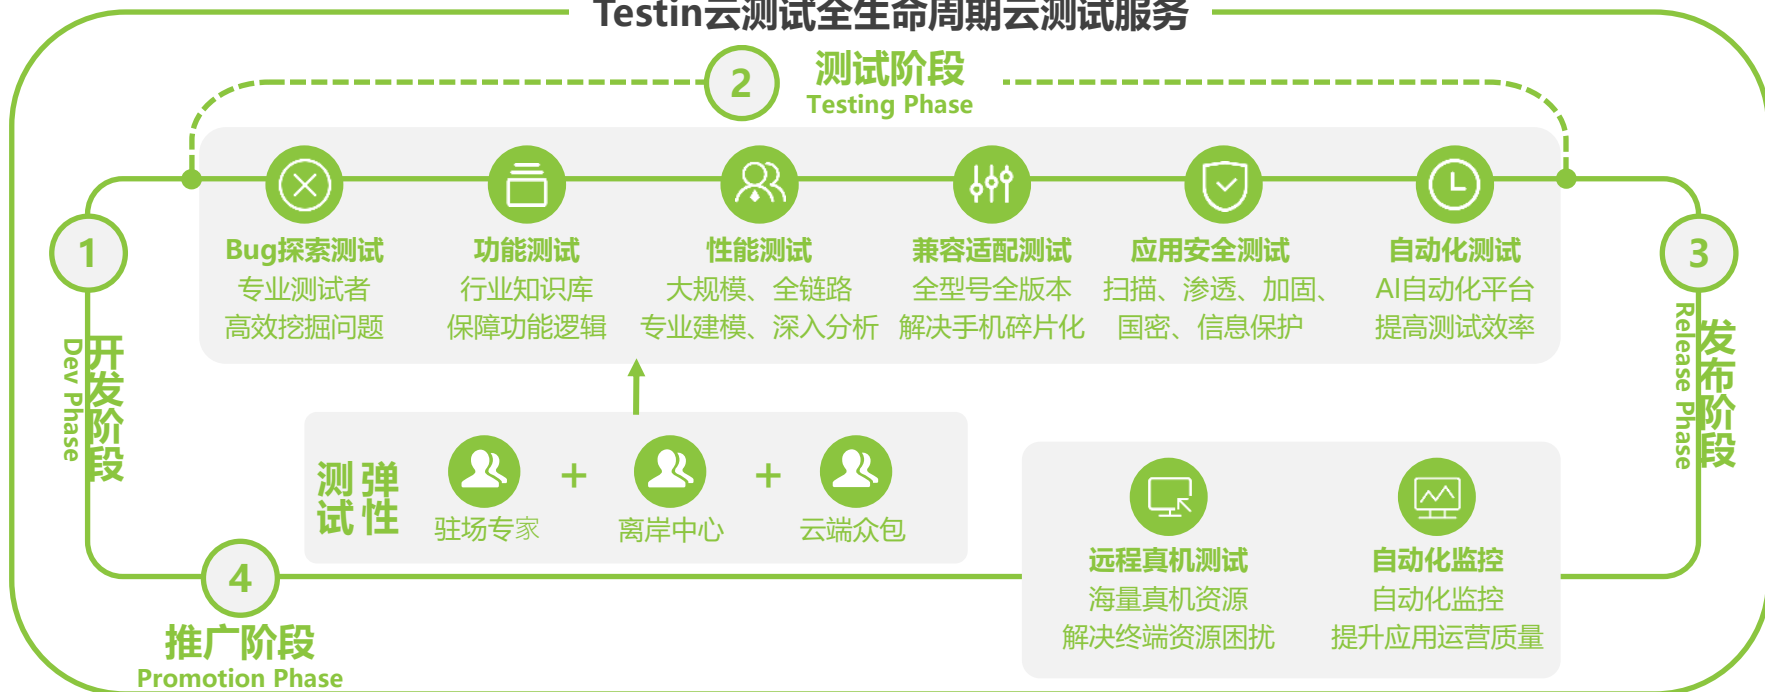 Testin云测试全生命周期云测试服务
2
测试阶段
Testing Phase
Bug探索测试
专业测试者
高效挖掘问题
功能测试
行业知识库
保障功能逻辑
性能测试
大规模、全链路
专业建模、深入分析
兼容适配测试
全型号全版本
解决手机碎片化
应用安全测试
扫描、渗透、加固、
国密、信息保护
自动化测试
AI自动化平台
提高测试效率
1
开发阶段
Dev Phase
3
发布阶段
Release Phase
弹性
测试
驻场专家
+
离岸中心
+
云端众包
远程真机测试
海量真机资源
解决终端资源困扰
自动化监控
自动化监控
提升应用运营质量
4
推广阶段
Promotion Phase